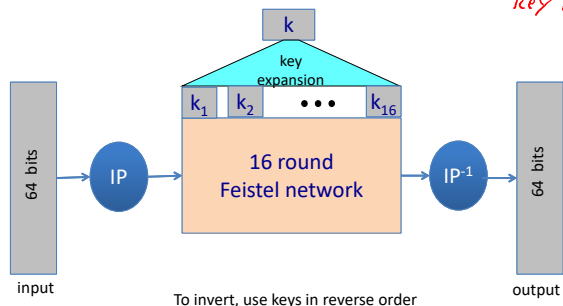 key
k
key
expansion
k1 k2 ••• k16
64 bits
IP
16 round
Feistel network
IP-1
64 bits
input
output
To invert, use keys in reverse order